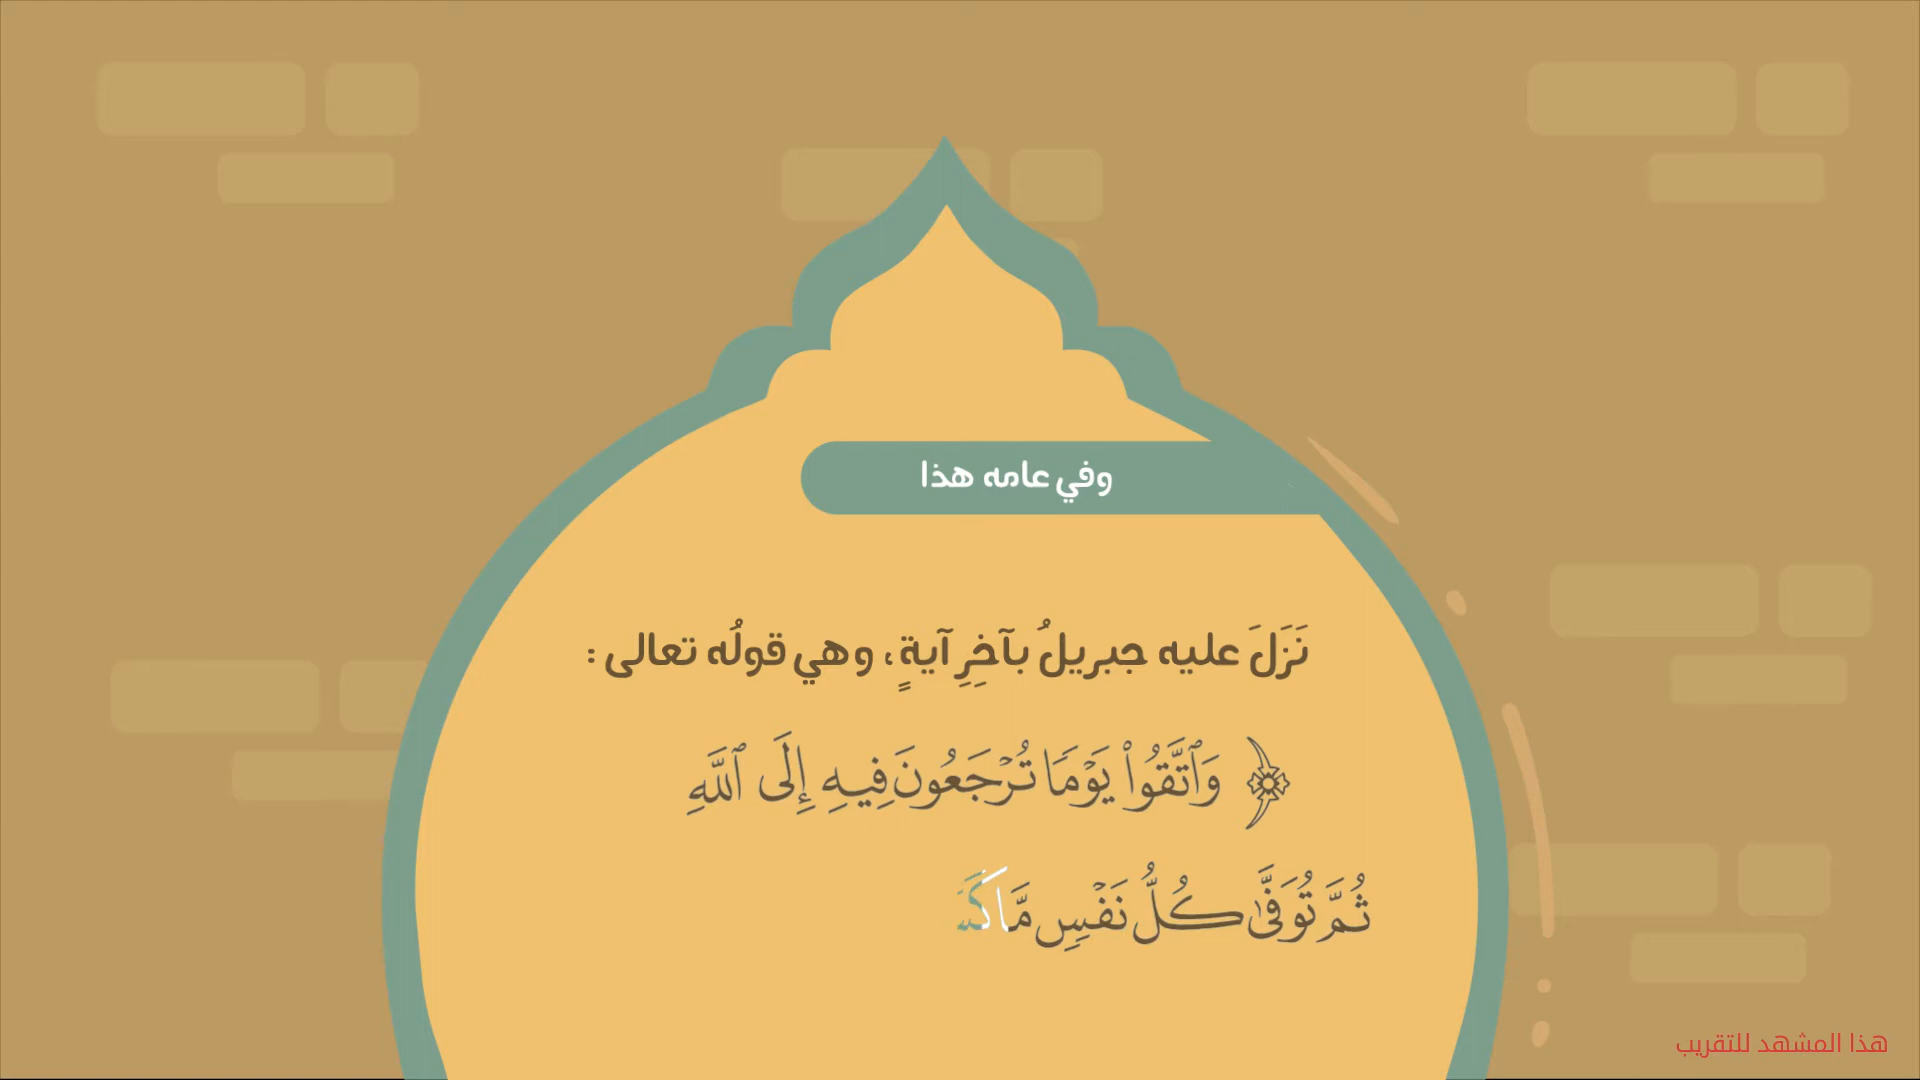 وفي عامه هذا
نَزَلَ عليه جبريلُ بآخِرِ آيةٍ، وهي قولُه تعالى :
﴿ وَٱتَّقُوا۟ يَوْمًا تُرْجَعُونَ فِيهِ إِلَى ٱللَّهِ
ثُمَّ تُوَفَّىٰ كُلُّ نَفْسٍ مَّا
هذا المشهد للتقريب